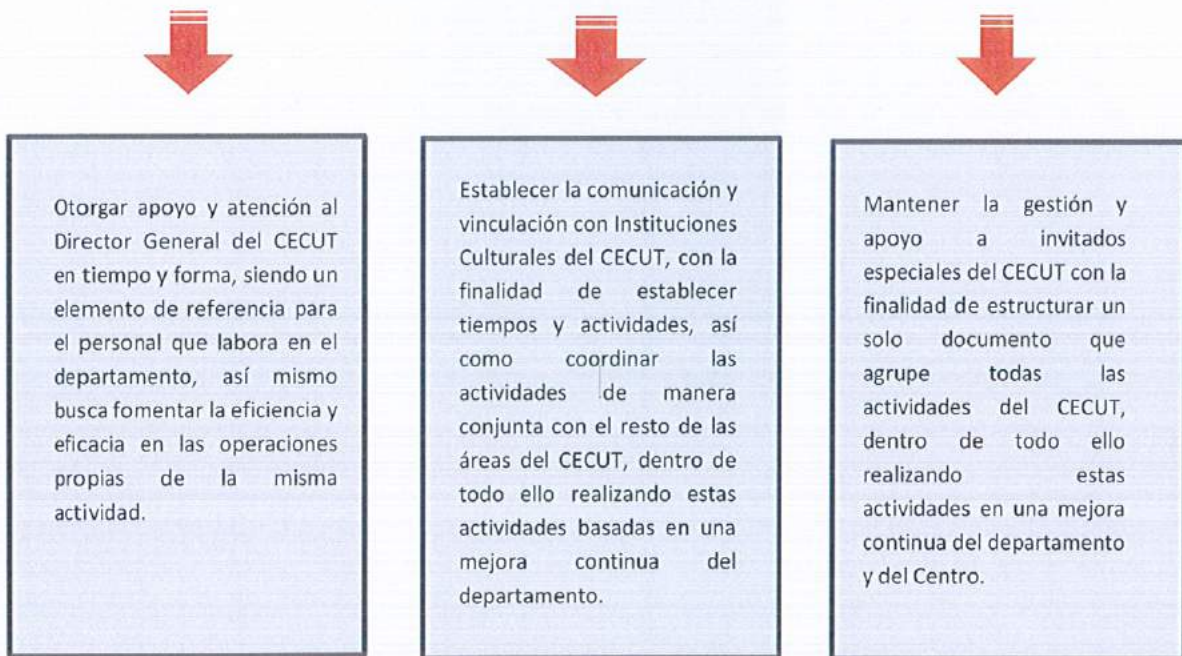 Otorgar apoyo y atención al
Director General del CECUT
en tiempo y forma, siendo un
elemento de referencia para
el personal que labora en el
departamento, así mismo
busca fomentar la eficiencia y
eficacia en las operaciones
propias de la misma
actividad.
Establecer la comunicación y
vinculación con Instituciones
Culturales del CECUT, con la
finalidad de establecer
tiempos y actividades, así
como coordinar las
actividades de manera
conjunta con el resto de las
áreas del CECUT, dentro de
todo ello realizando estas
actividades basadas en una
mejora continua del
departamento.
Mantener la gestión y
apoyo a invitados
especiales del CECUT con la
finalidad de estructurar un
solo documento que
agrupe todas las
actividades del CECUT,
dentro de todo ello
realizando estas
actividades en una mejora
continua del departamento
y del Centro.